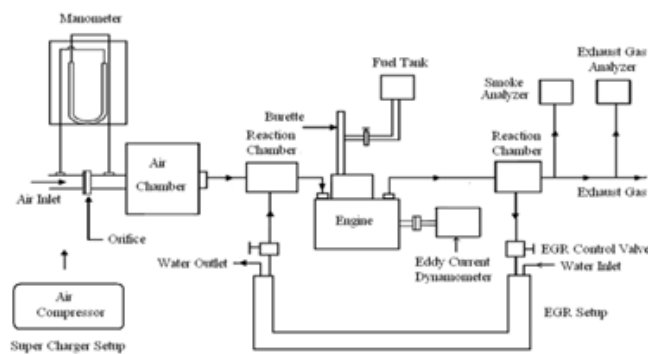 Manometer
Exhaust Gas
Analyzer
Fuel Tank
Smoke
Analyzer
Burette
Reaction
Chamber
Reaction
Chamber
Air
Chamber
Air Inlet
Exhaust Gas
Engine
Orifice
EGR Control Valve
Water Outlet
Eddy Current
Dynamometer
Water Inlet
Air
Compressor
EGR Setup
Super Charger Setup